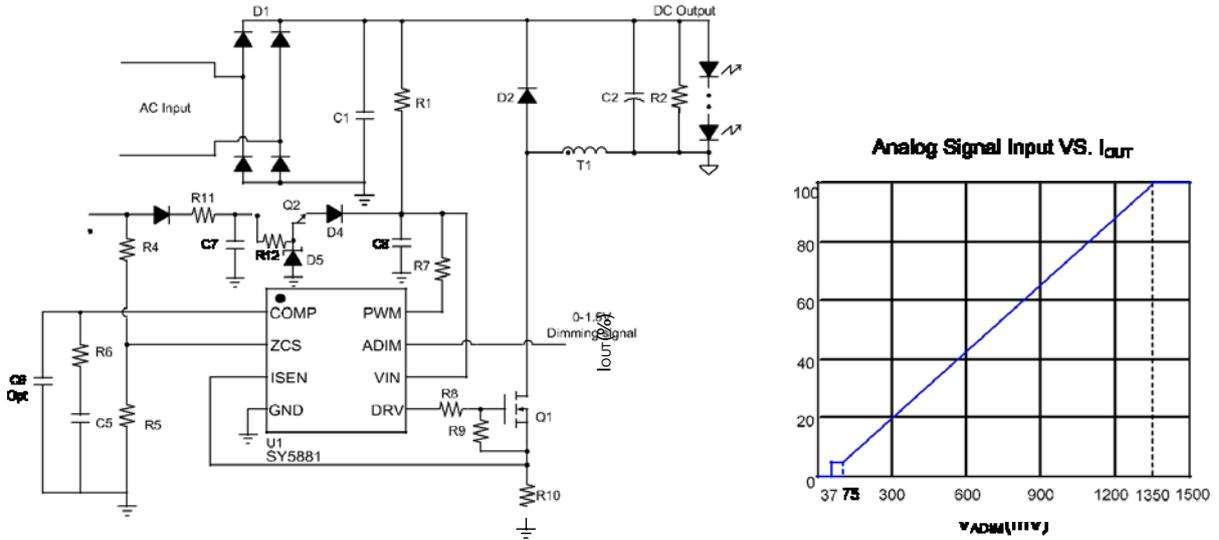 D1
DC Output
AC Input
C1
R1
D2
C2
R2
T1
R11
Q2
D4
R4
C7
R12
D5
C8
R7
COMP
PWM
ZCS
ADIM
ISEN
VIN
GND
DRV
U1
SY5881
R6
C5
R5
Opt
R8
R9
Q1
R10
Dimming signal
IOUT(%)
Analog Signal Input VS. IOUT
100
80
60
40
20
0
37 75 300 600 900 1200 1350 1500
VADIM(mV)